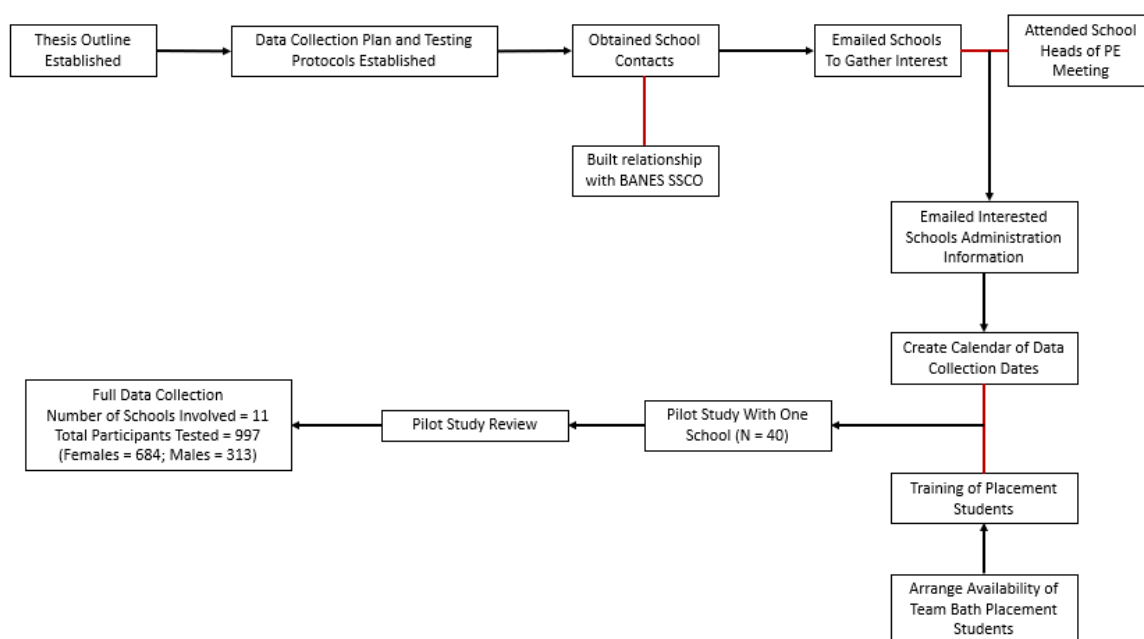 Thesis Outline
Established
Data Collection Plan and Testing
Protocols Established
Obtained School
Contacts
Emailed Schools
To Gather Interest
Attended School
Heads of PE
Meeting
Built relationship
with BANES SSCO
Emailed Interested
Schools Administration
Information
Create Calendar of Data
Collection Dates
Full Data Collection
Number of Schools Involved = 11
Total Participants Tested = 997
(Females = 684; Males = 313)
Pilot Study Review
Pilot Study With One
School (N = 40)
Training of Placement
Students
Arrange Availability of
Team Bath Placement
Students